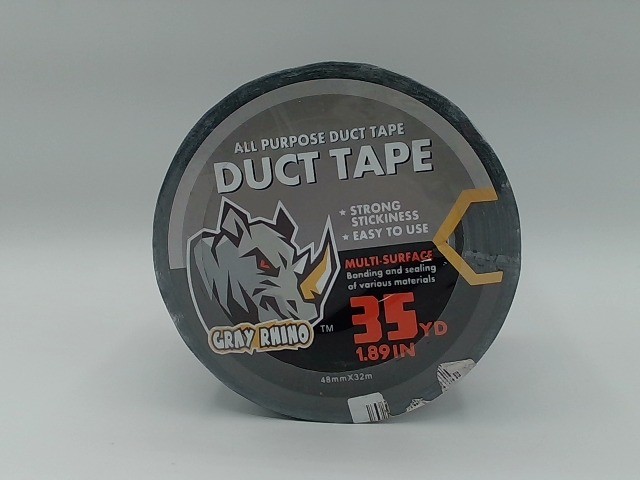 ALL PURPOSE DUCT TAPE
DUCT TAPE
★ STRONG
STICKINESS
★ EASY TO USE
MULTI-SURFACE
Bonding and sealing
of various materials
35 YD
1.89 IN
GRAY RHINO TM
48mmX32m